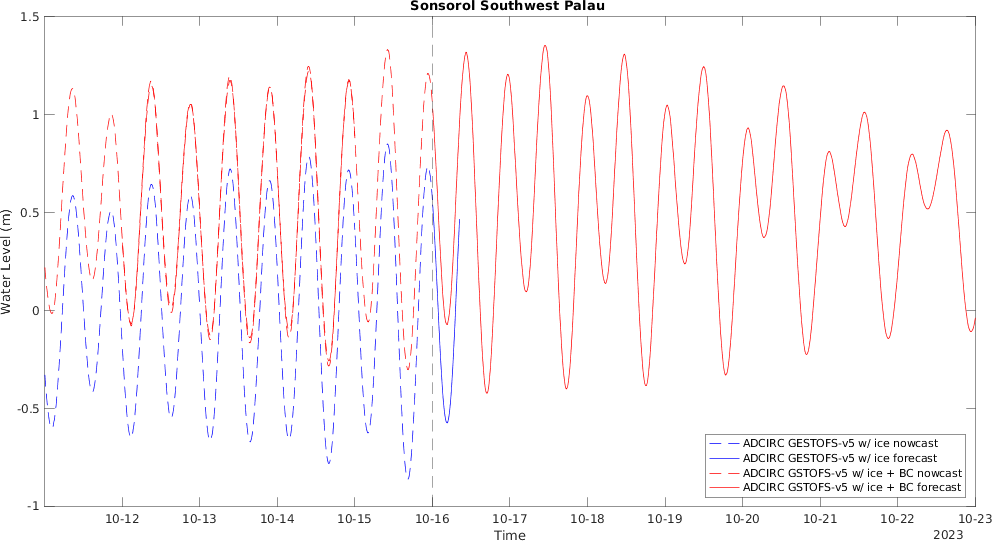 Sonsorol Southwest Palau
1.5
1
0.5
0
-0.5
-1
Water Level (m)
10-12 10-13 10-14 10-15 10-16 10-17 10-18 10-19 10-20 10-21 10-22 10-23
Time
2023
ADCIRC GESTOFS-v5 w/ ice nowcast
ADCIRC GESTOFS-v5 w/ ice forecast
ADCIRC GSTOFS-v5 w/ ice + BC nowcast
ADCIRC GSTOFS-v5 w/ ice + BC forecast